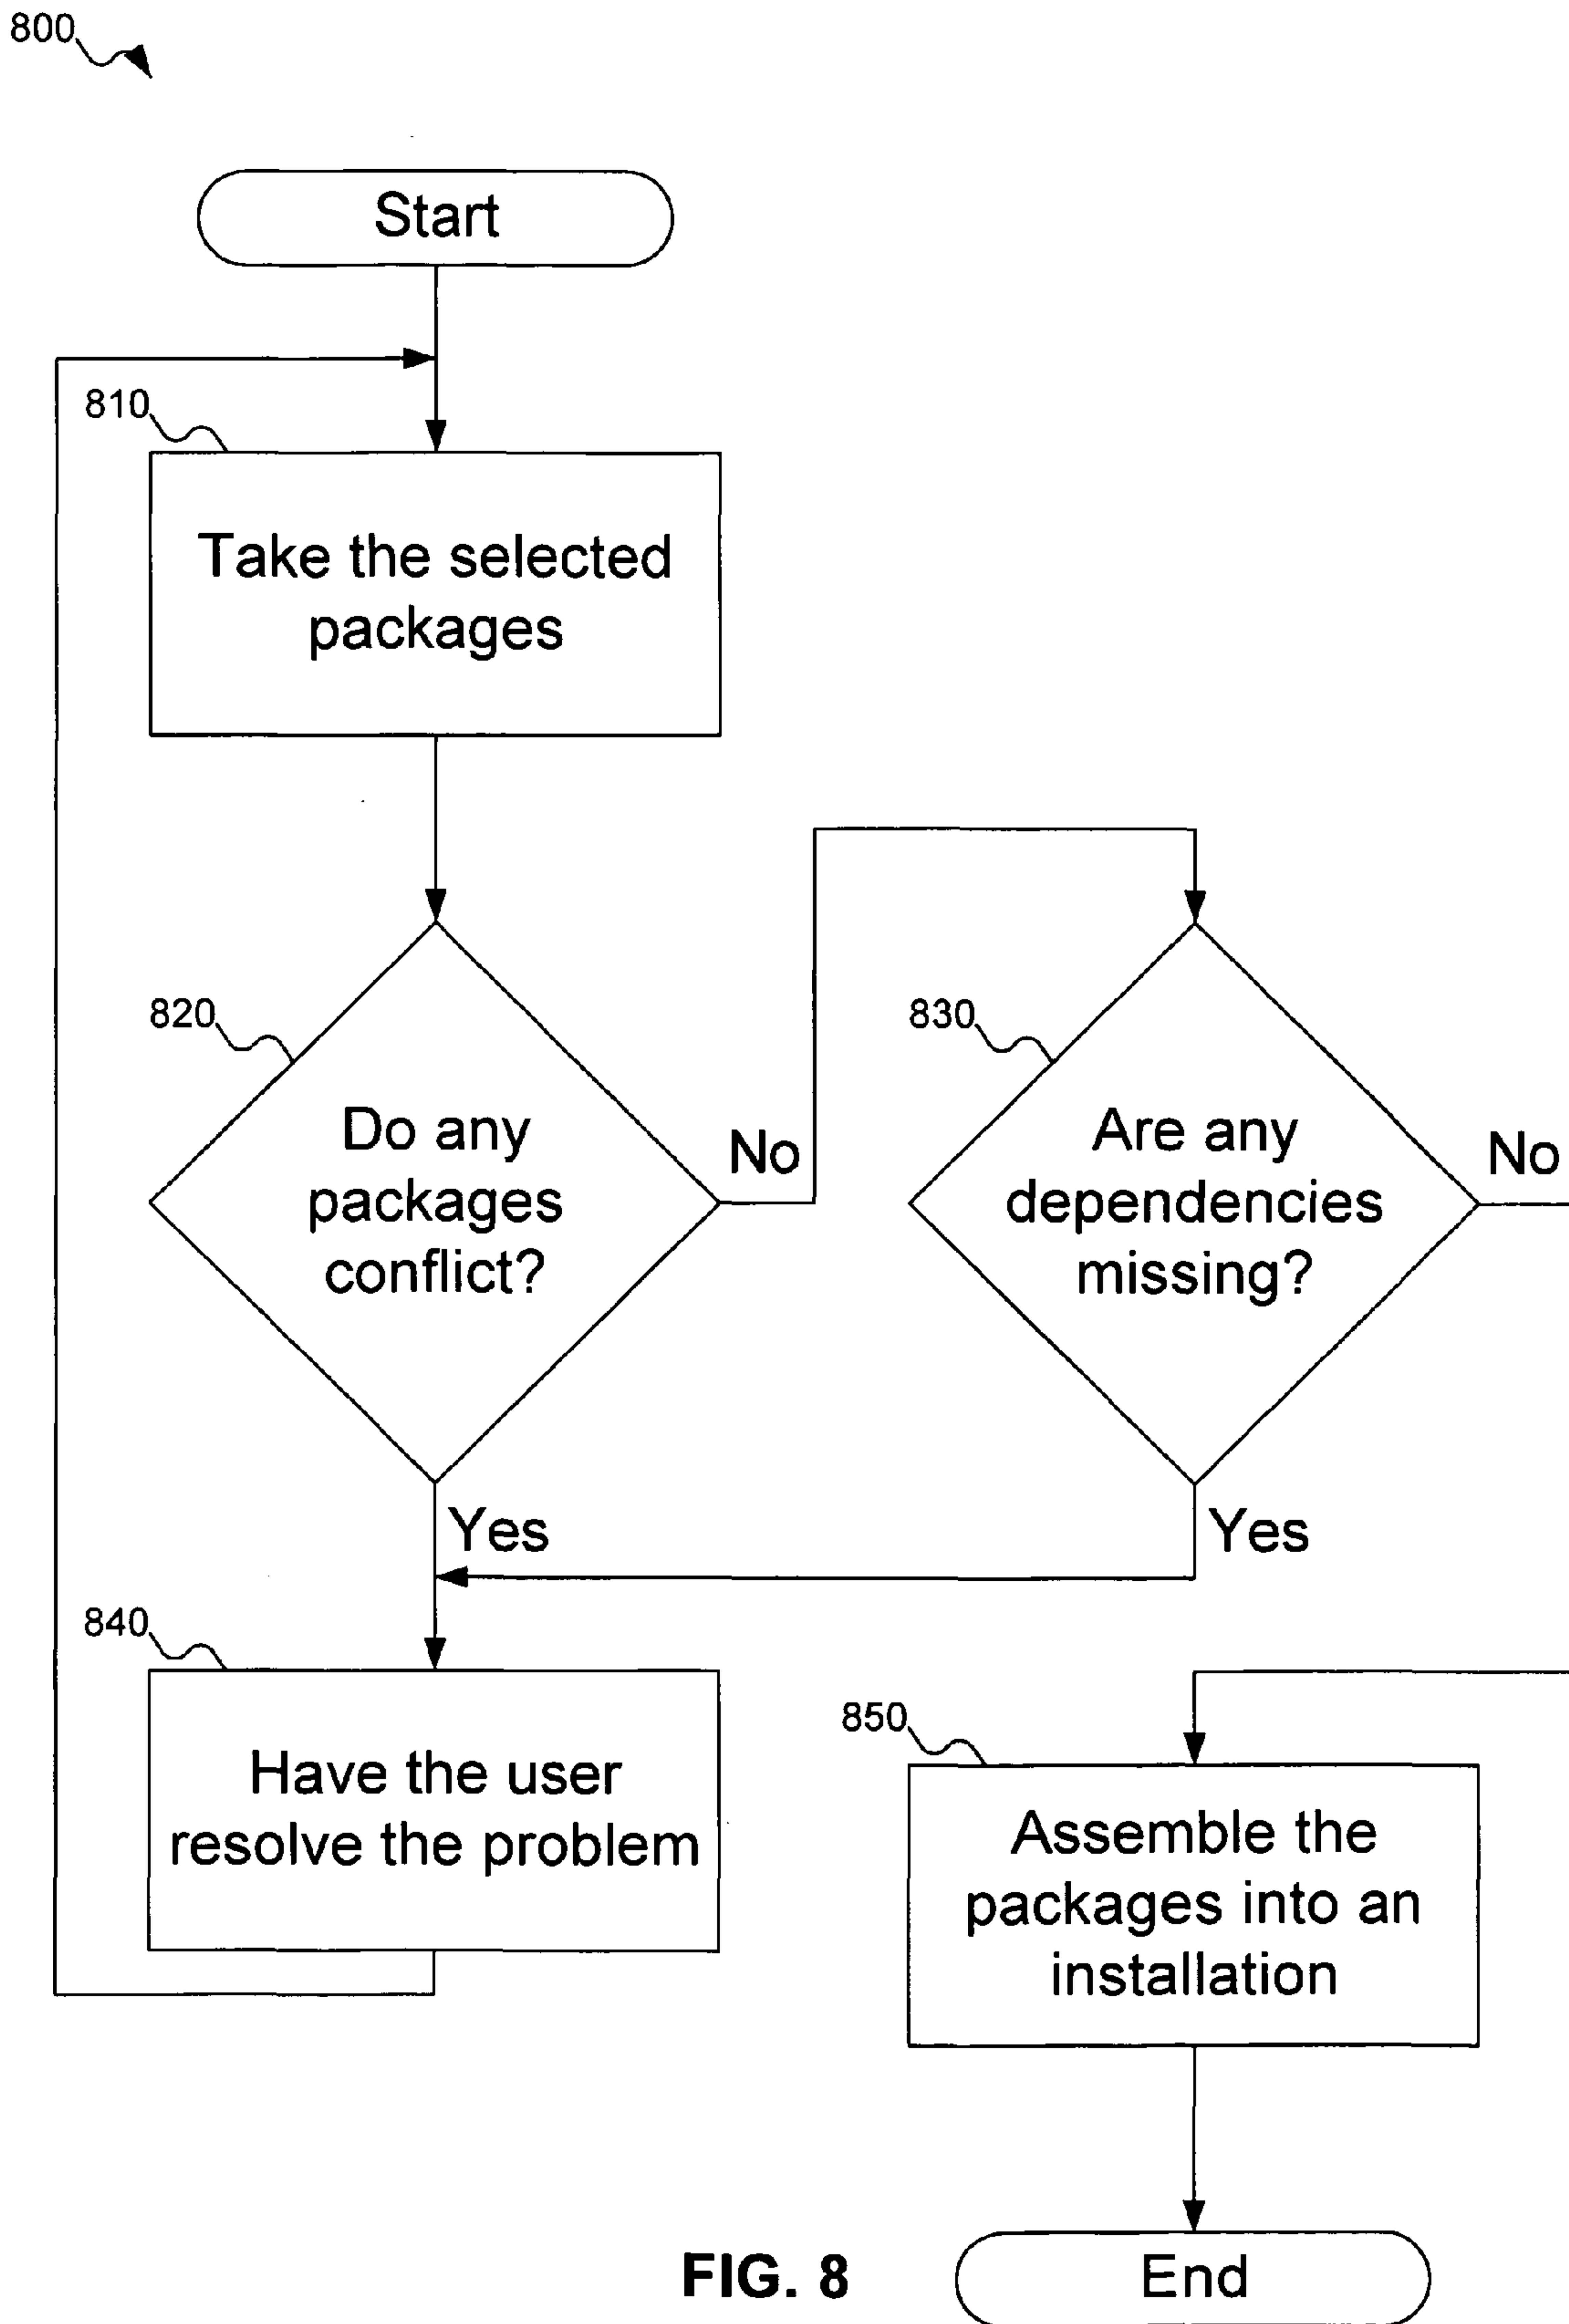 800
Start
810
Take the selected
packages
820
Do any
packages
conflict?
No
830
Are any
dependencies
missing?
No
Yes
Yes
840
Have the user
resolve the problem
850
Assemble the
packages into an
installation
FIG. 8
End